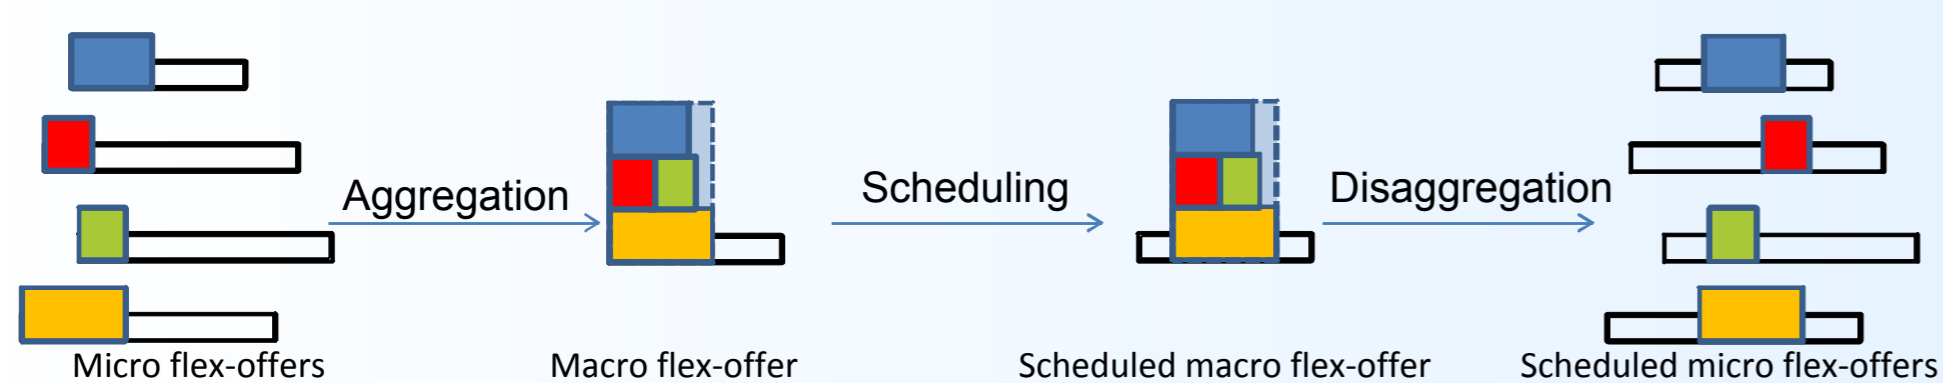 Aggregation
Scheduling
Disaggregation
Micro flex-offers
Macro flex-offer
Scheduled macro flex-offer
Scheduled micro flex-offers